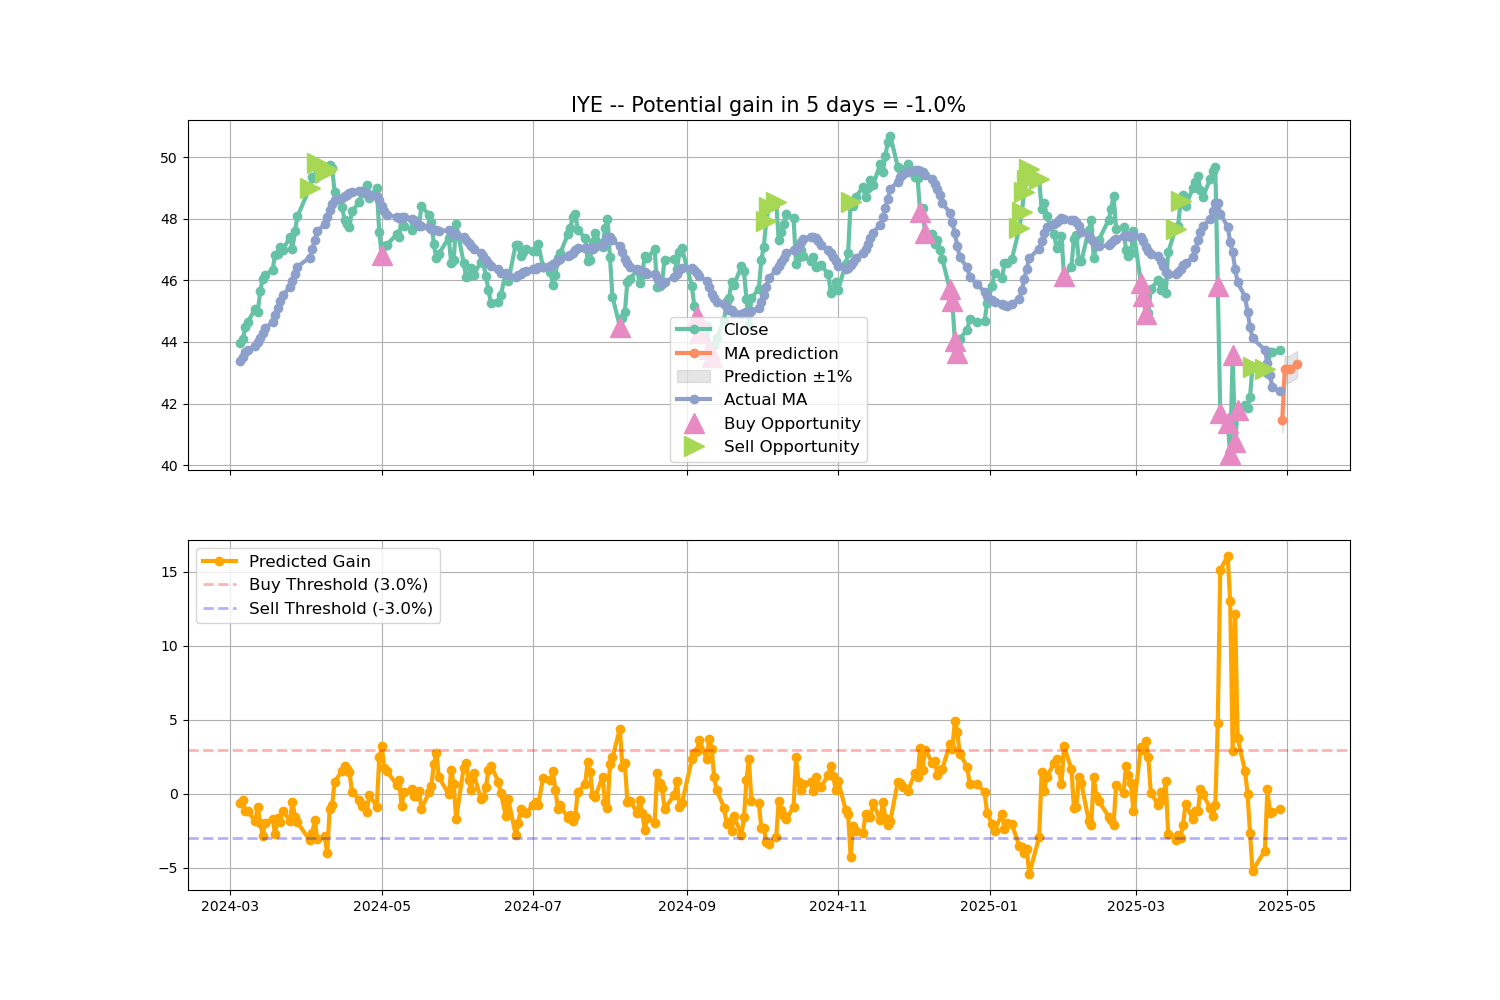 IYE -- Potential gain in 5 days = -1.0%
50
48
46
44
42
40
Close
MA prediction
Prediction ±1%
Actual MA
Buy Opportunity
Sell Opportunity
Predicted Gain
Buy Threshold (3.0%)
Sell Threshold (-3.0%)
15
10
5
0
−5
2024-03 2024-05 2024-07 2024-09 2024-11 2025-01 2025-03 2025-05